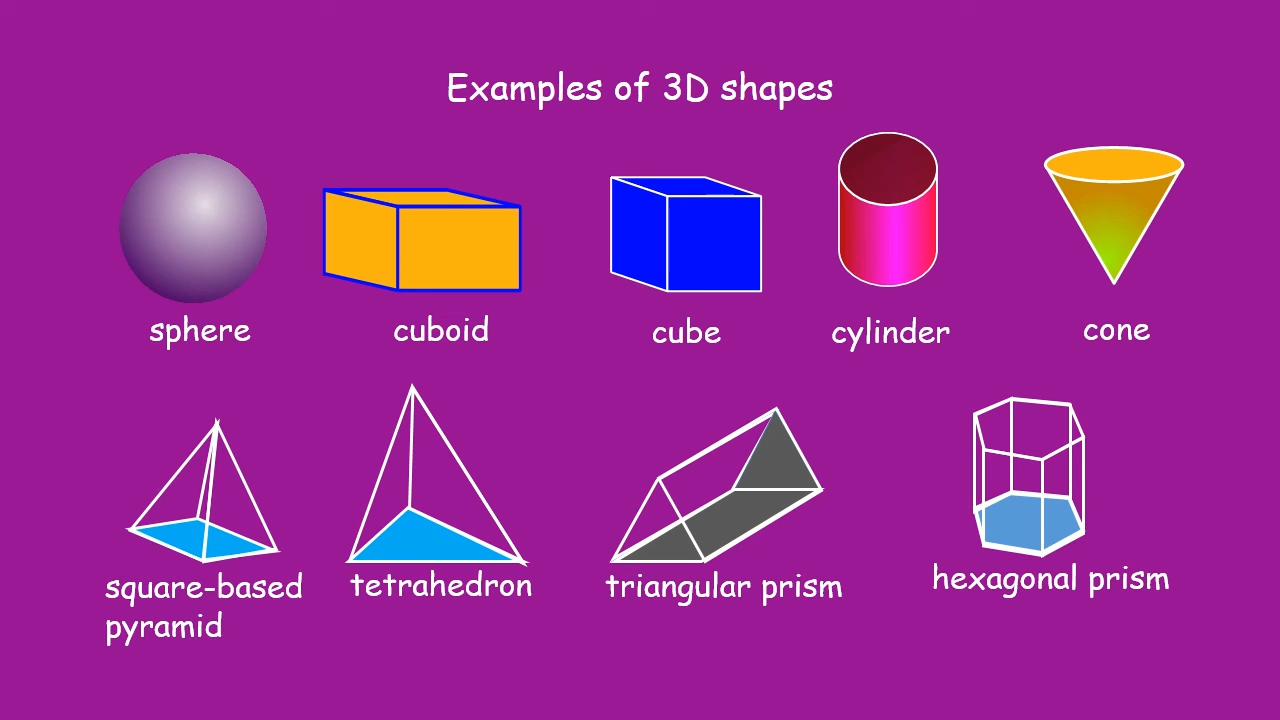 Examples of 3D shapes
sphere
cuboid
cube
cylinder
cone
square-based
pyramid
tetrahedron
triangular prism
hexagonal prism